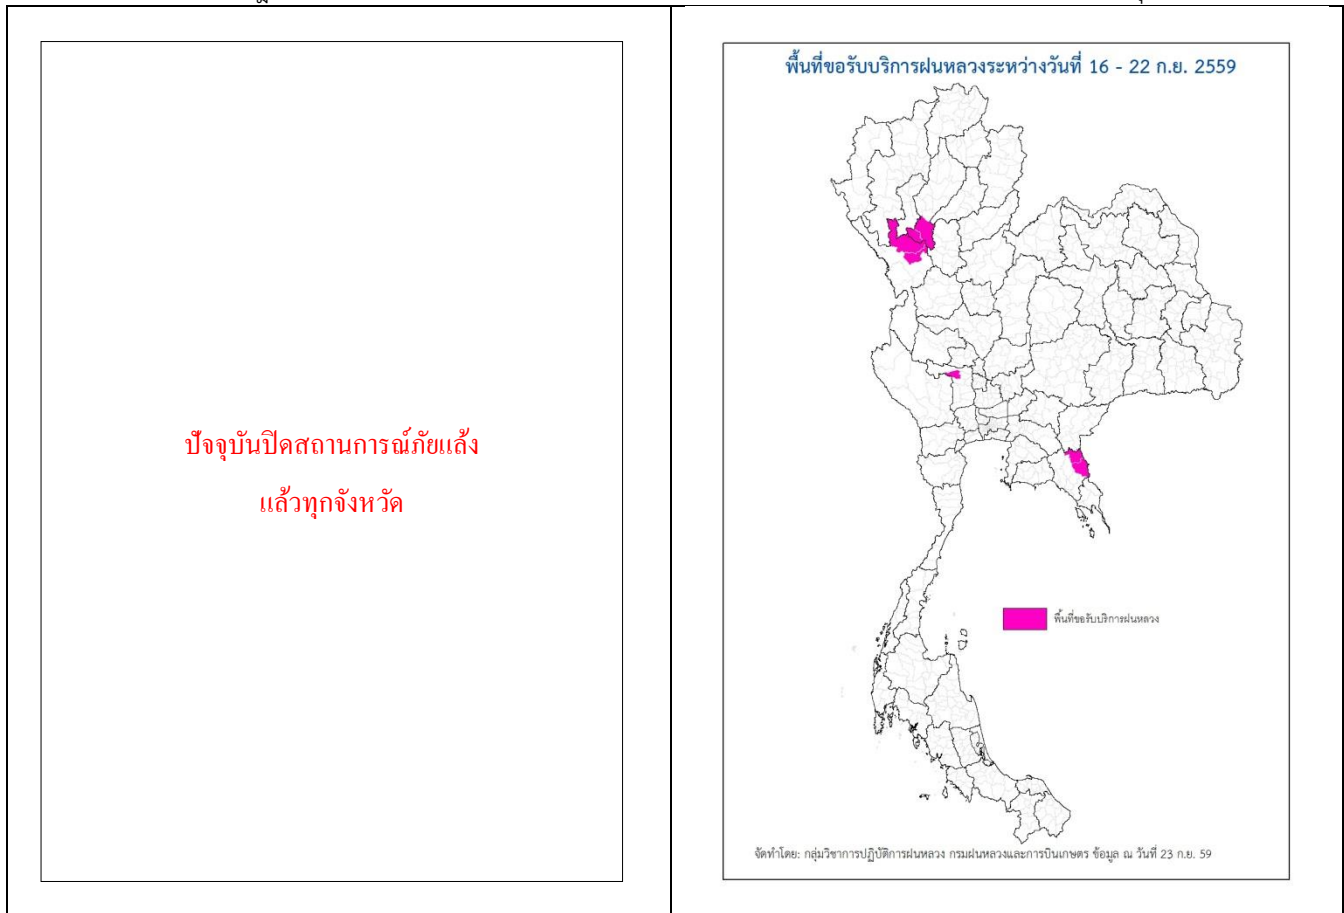 ปัจจุบันปิดสถานการณ์ภัยแล้ง
แล้วทุกจังหวัด
พื้นที่ขอรับบริการฝนหลวงระหว่างวันที่ 16 - 22 ก.ย. 2559
พื้นที่ขอรับบริการฝนหลวง
จัดทำโดย: กลุ่มวิชาการปฏิบัติการฝนหลวง กรมฝนหลวงและการบินเกษตร ข้อมูล ณ วันที่ 23 ก.ย. 59